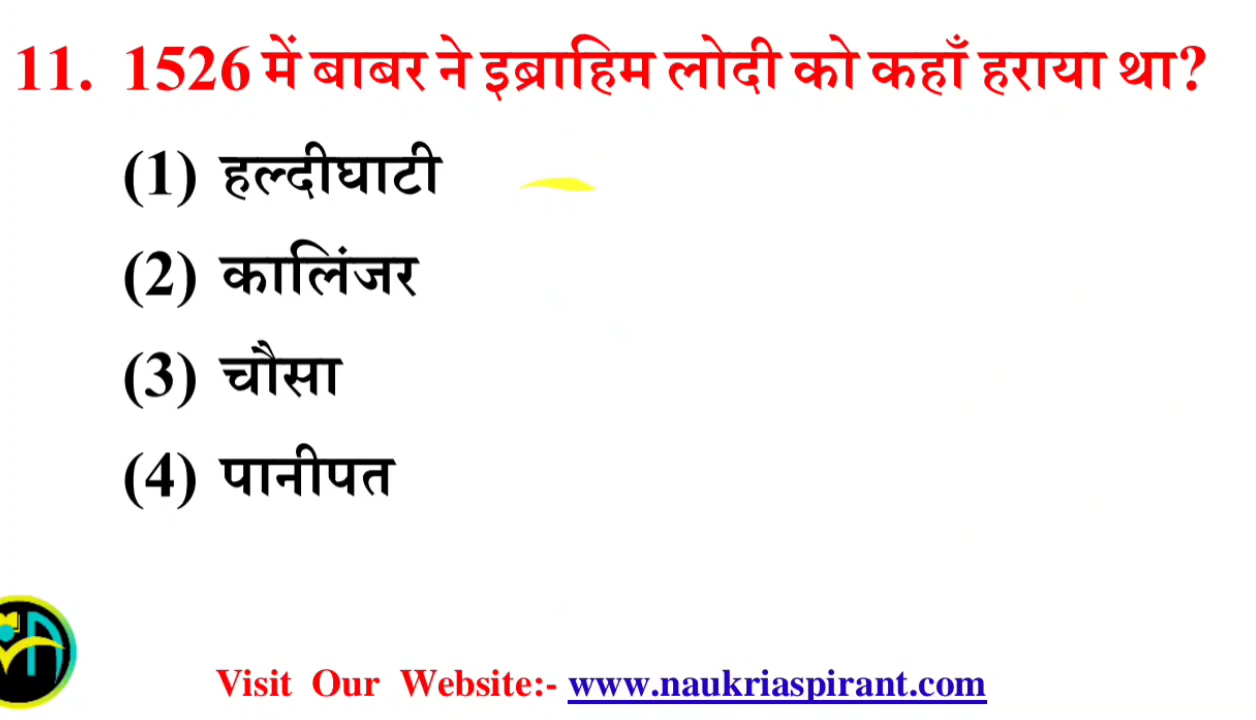 11. 1526 में बाबर ने इब्राहिम लोदी को कहाँ हराया था?
(1) हल्दीघाटी
(2) कालिंजर
(3) चौसा
(4) पानीपत
Visit Our Website:- www.naukriaspirant.com